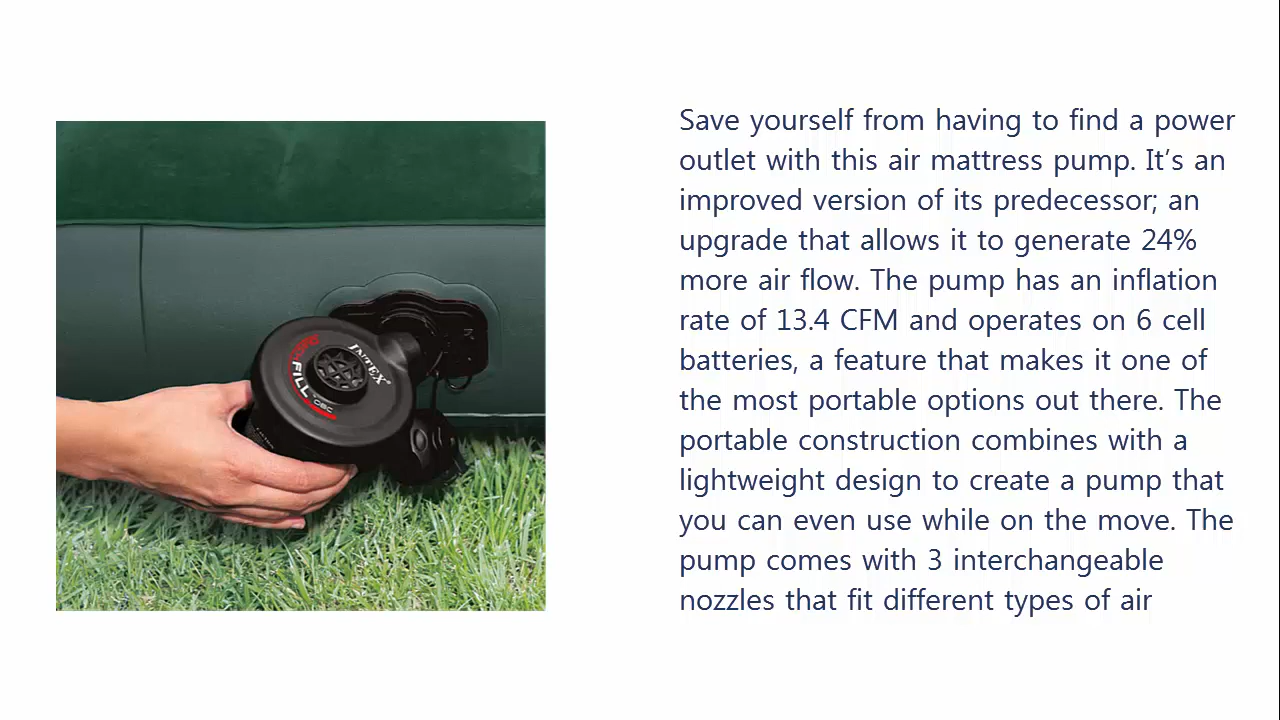 Save yourself from having to find a power
outlet with this air mattress pump. It’s an
improved version of its predecessor; an
upgrade that allows it to generate 24%
more air flow. The pump has an inflation
rate of 13.4 CFM and operates on 6 cell
batteries, a feature that makes it one of
the most portable options out there. The
portable construction combines with a
lightweight design to create a pump that
you can even use while on the move. The
pump comes with 3 interchangeable
nozzles that fit different types of air
INTEX®
FILL